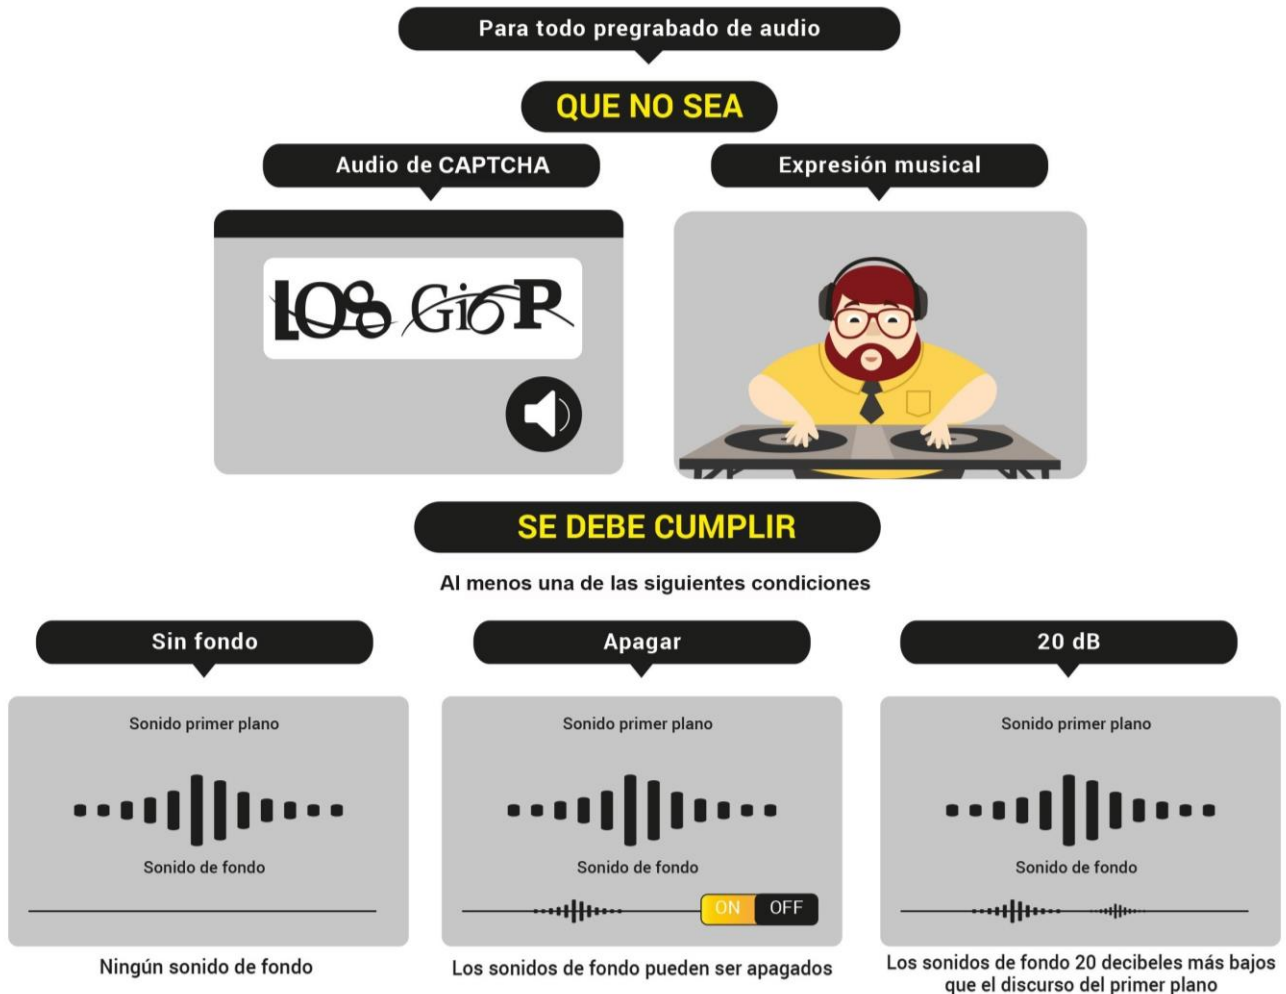 Para todo pregrabado de audio
QUE NO SEA
Audio de CAPTCHA
Expresión musical
LO8 Gi6P
SE DEBE CUMPLIR
Al menos una de las siguientes condiciones
Sin fondo
Apagar
20 dB
Sonido primer plano
Sonido primer plano
Sonido primer plano
Sonido de fondo
Sonido de fondo
Sonido de fondo
ON OFF
Ningún sonido de fondo
Los sonidos de fondo pueden ser apagados
Los sonidos de fondo 20 decibeles más bajos
que el discurso del primer plano